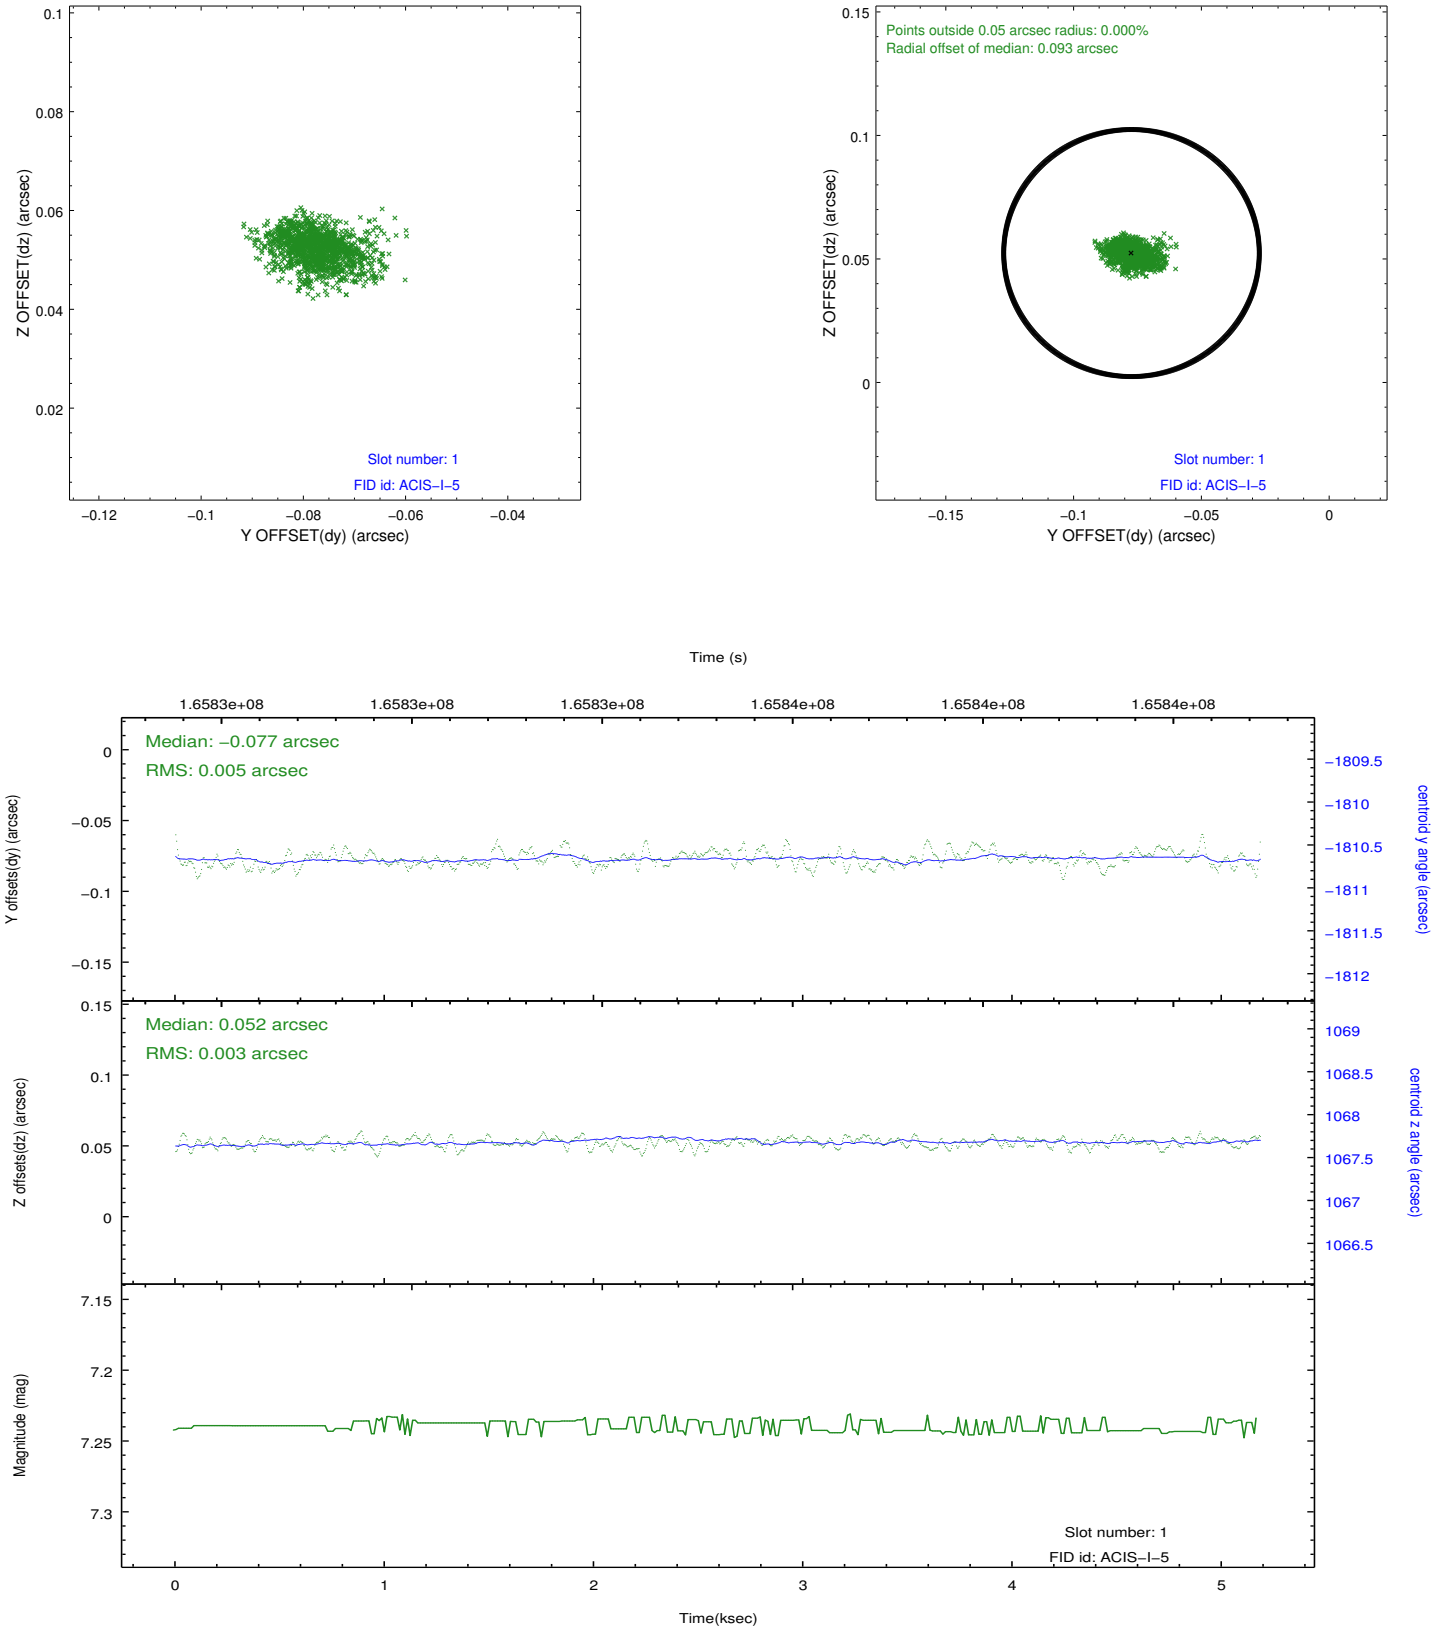 0.1
0.08
0.06
0.04
0.02
Z OFFSET(dz) (arcsec)
Slot number: 1
FID id: ACIS−I−5
−0.12 −0.1 −0.08 −0.06 −0.04
Y OFFSET(dy) (arcsec)
0.15
0.1
0.05
0
Z OFFSET(dz) (arcsec)
Points outside 0.05 arcsec radius: 0.000%
Radial offset of median: 0.093 arcsec
Slot number: 1
FID id: ACIS−I−5
−0.15 −0.1 −0.05 0
Y OFFSET(dy) (arcsec)
Time (s)
1.6583e+08 1.6583e+08 1.6583e+08 1.6584e+08 1.6584e+08 1.6584e+08
Median: −0.077 arcsec
RMS: 0.005 arcsec
0
−0.05
−0.1
−0.15
Y offsets(dy) (arcsec)
−1809.5
−1810
−1810.5
−1811
−1811.5
−1812
centroid y angle (arcsec)
Median: 0.052 arcsec
RMS: 0.003 arcsec
0.15
0.1
0.05
0
Z offsets(dz) (arcsec)
1069
1068.5
1068
1067.5
1067
1066.5
centroid z angle (arcsec)
7.15
7.2
7.25
7.3
Magnitude (mag)
Slot number: 1
FID id: ACIS−I−5
0 1 2 3 4 5
Time(ksec)